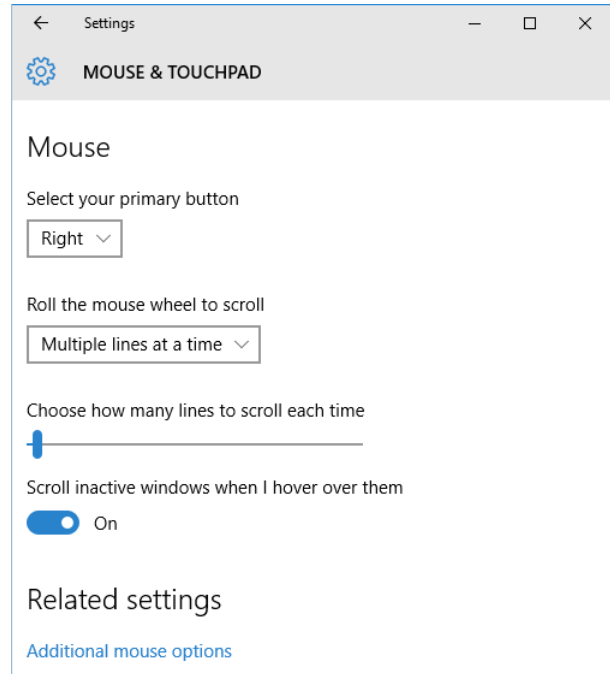 Settings
MOUSE & TOUCHPAD
Mouse
Select your primary button
Right
Roll the mouse wheel to scroll
Multiple lines at a time
Choose how many lines to scroll each time
Scroll inactive windows when I hover over them
On
Related settings
Additional mouse options